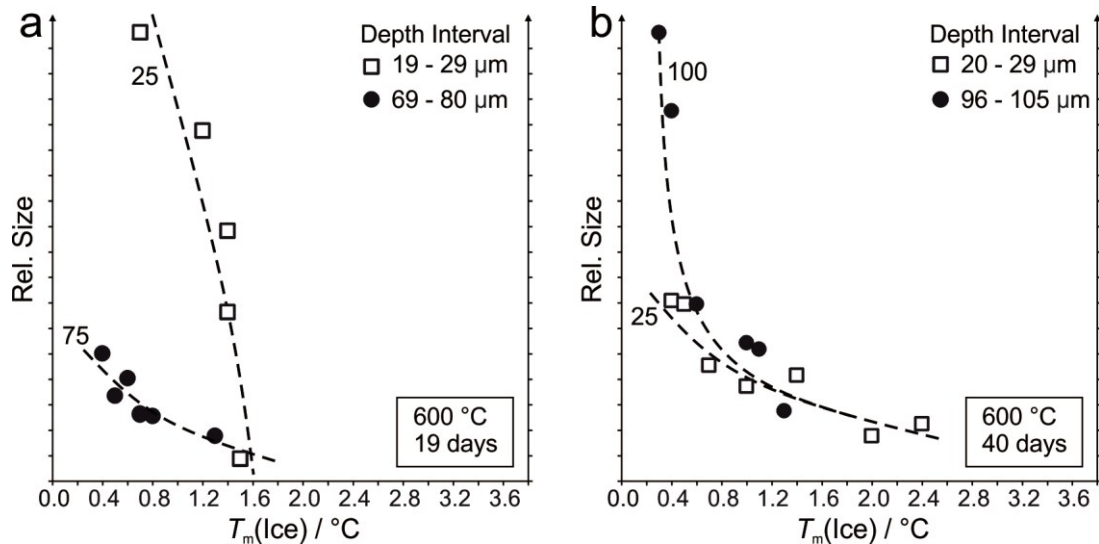 a
25
Depth Interval
19 - 29 µm
69 - 80 µm
Rel. Size
75
600 °C
19 days
0.0 0.4 0.8 1.2 1.6 2.0 2.4 2.8 3.2 3.6
Tm(Ice) / °C
b
100
Depth Interval
20 - 29 µm
96 - 105 µm
Rel. Size
25
600 °C
40 days
0.0 0.4 0.8 1.2 1.6 2.0 2.4 2.8 3.2 3.6
Tm(Ice) / °C